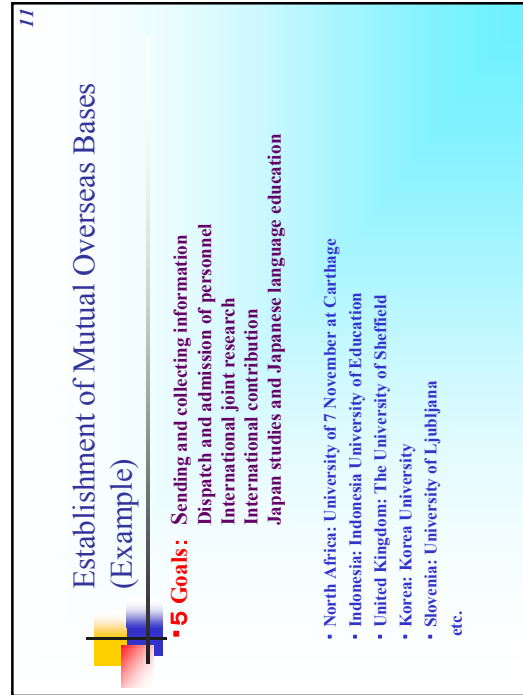 11
Establishment of Mutual Overseas Bases
(Example)
▪5 Goals: Sending and collecting information
Dispatch and admission of personnel
International joint research
International contribution
Japan studies and Japanese language education
▪ North Africa: University of 7 November at Carthage
▪ Indonesia: Indonesia University of Education
▪ United Kingdom: The University of Sheffield
▪ Korea: Korea University
▪ Slovenia: University of Ljubljana
etc.